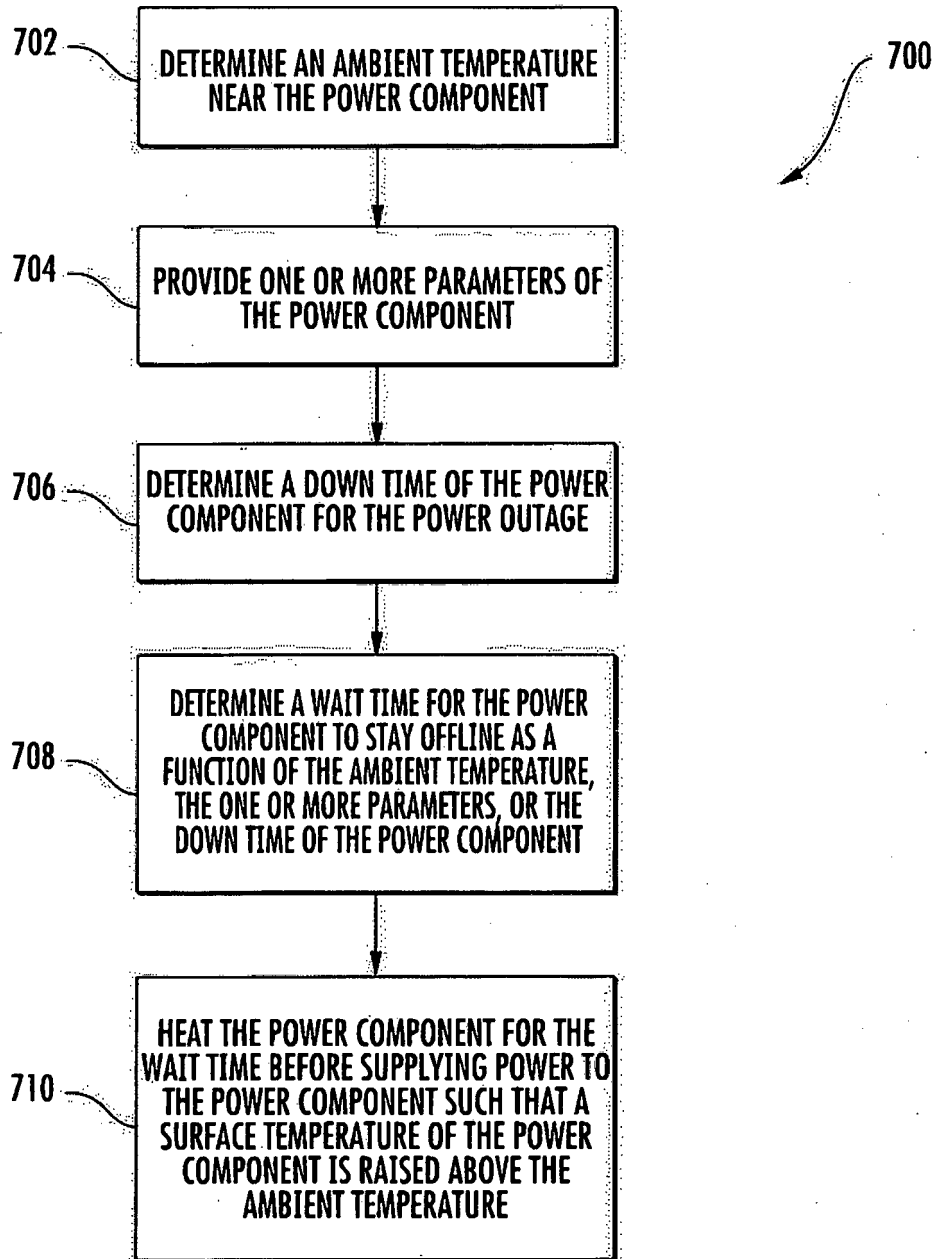 700
702
DETERMINE AN AMBIENT TEMPERATURE
NEAR THE POWER COMPONENT
704
PROVIDE ONE OR MORE PARAMETERS OF
THE POWER COMPONENT
706
DETERMINE A DOWN TIME OF THE POWER
COMPONENT FOR THE POWER OUTAGE
708
DETERMINE A WAIT TIME FOR THE POWER
COMPONENT TO STAY OFFLINE AS A
FUNCTION OF THE AMBIENT TEMPERATURE,
THE ONE OR MORE PARAMETERS, OR THE
DOWN TIME OF THE POWER COMPONENT
710
HEAT THE POWER COMPONENT FOR THE
WAIT TIME BEFORE SUPPLYING POWER TO
THE POWER COMPONENT SUCH THAT A
SURFACE TEMPERATURE OF THE POWER
COMPONENT IS RAISED ABOVE THE
AMBIENT TEMPERATURE